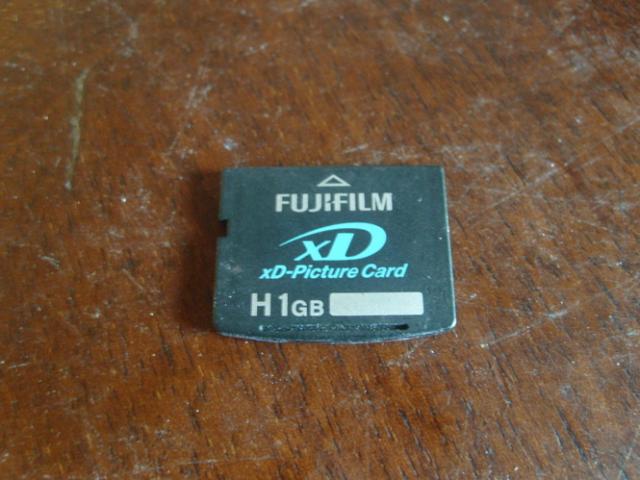 FUJIFILM
xD
xD-Picture Card
H 1GB